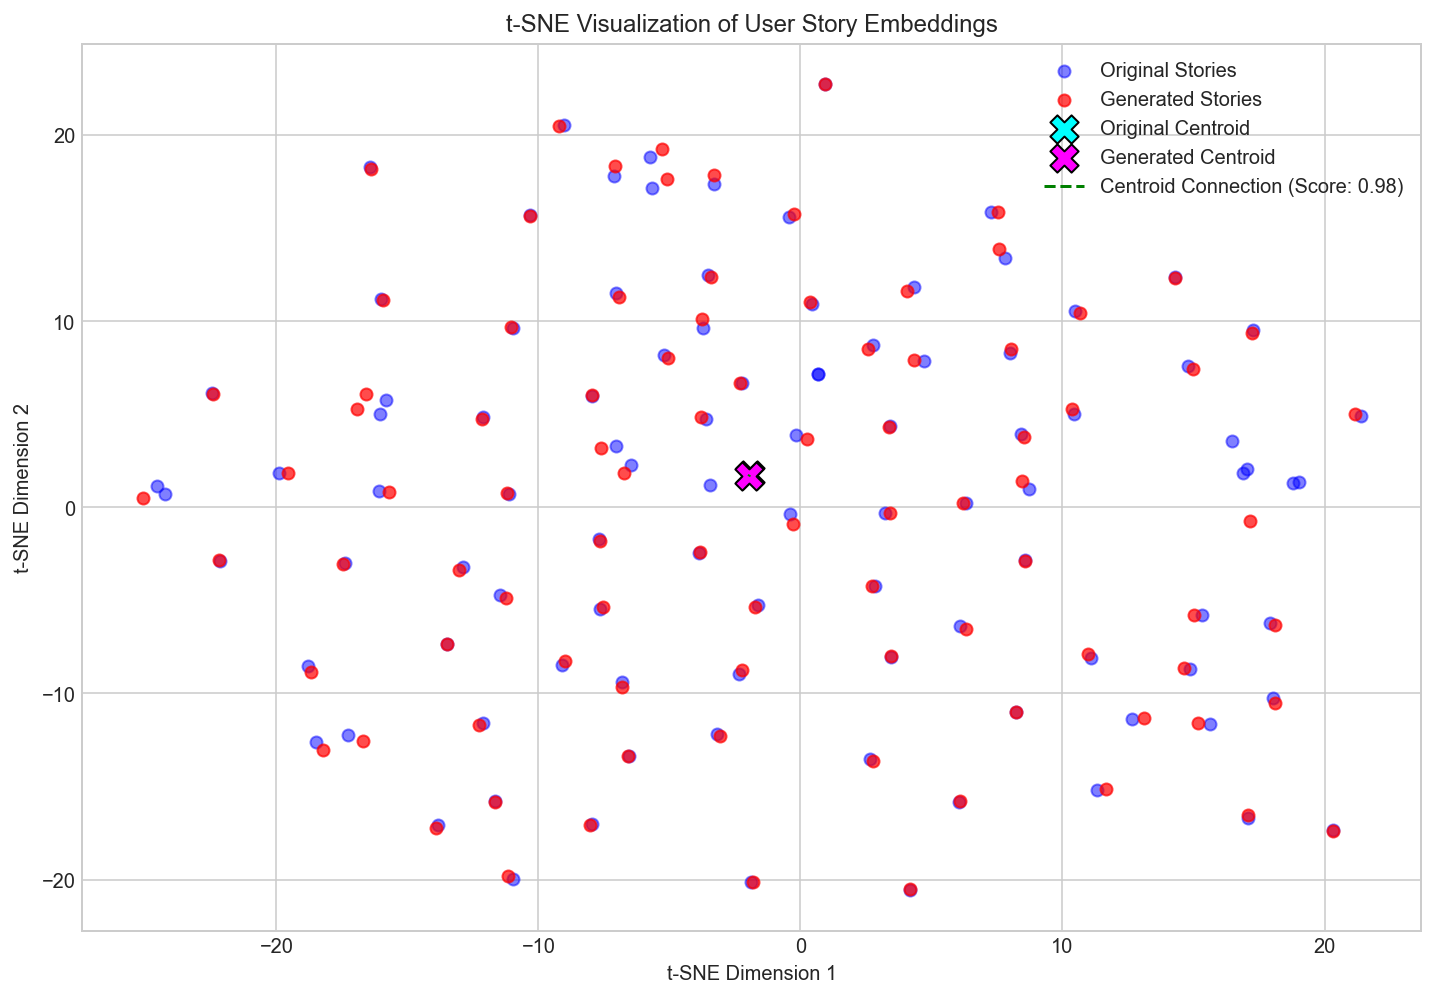 t-SNE Visualization of User Story Embeddings
Original Stories
Generated Stories
Original Centroid
Generated Centroid
Centroid Connection (Score: 0.98)
t-SNE Dimension 2
20
10
0
−10
−20
−20
−10
0
10
20
t-SNE Dimension 1